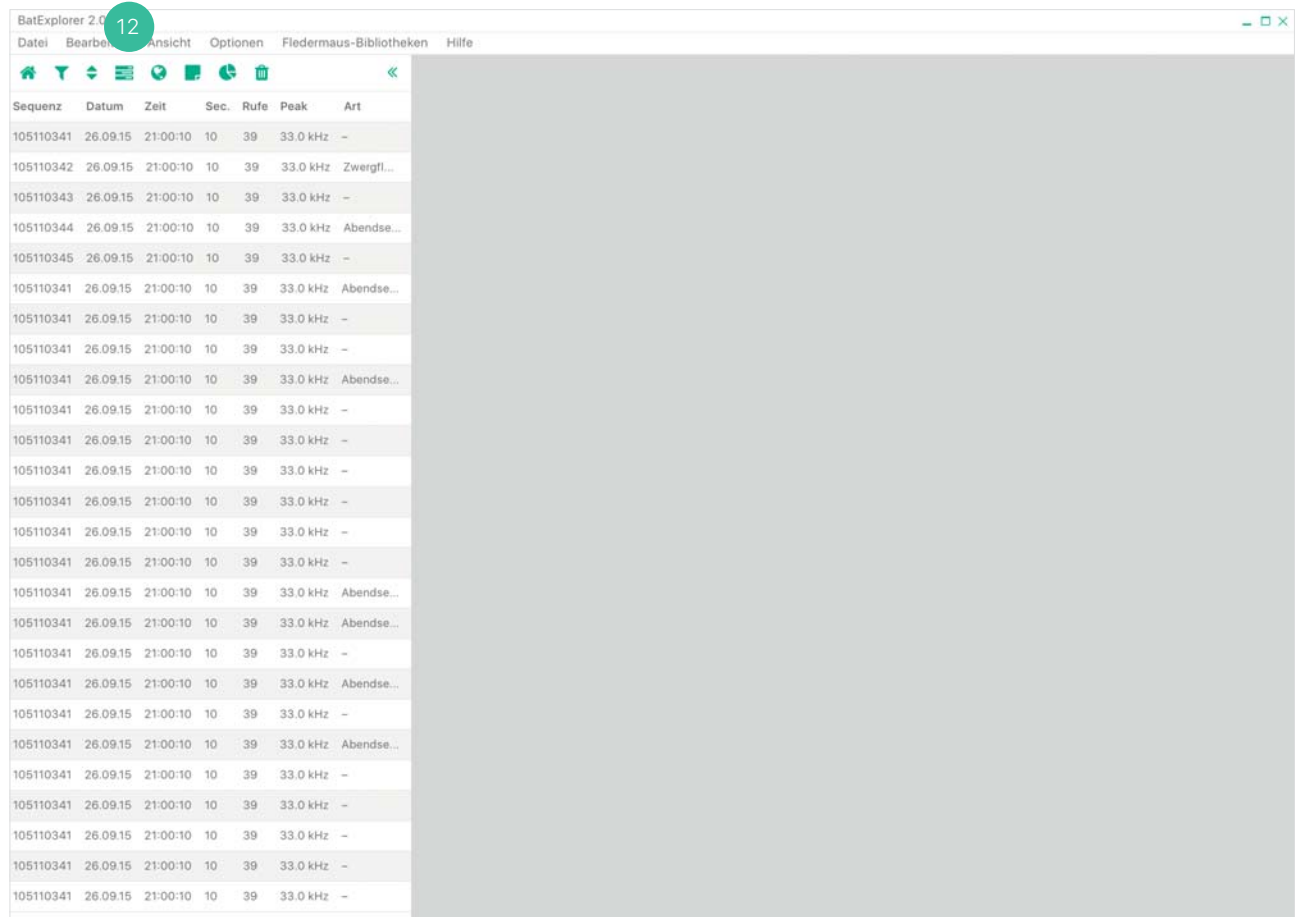 BatExplorer 2.0
12
Datei Bearbei Ansicht Optionen Fledermaus-Bibliotheken Hilfe
Sequenz Datum Zeit Sec. Rufe Peak Art
105110341 26.09.15 21:00:10 10 39 33.0 kHz –
105110342 26.09.15 21:00:10 10 39 33.0 kHz Zwergfl...
105110343 26.09.15 21:00:10 10 39 33.0 kHz –
105110344 26.09.15 21:00:10 10 39 33.0 kHz Abendse...
105110345 26.09.15 21:00:10 10 39 33.0 kHz –
105110341 26.09.15 21:00:10 10 39 33.0 kHz Abendse...
105110341 26.09.15 21:00:10 10 39 33.0 kHz –
105110341 26.09.15 21:00:10 10 39 33.0 kHz –
105110341 26.09.15 21:00:10 10 39 33.0 kHz Abendse...
105110341 26.09.15 21:00:10 10 39 33.0 kHz –
105110341 26.09.15 21:00:10 10 39 33.0 kHz –
105110341 26.09.15 21:00:10 10 39 33.0 kHz –
105110341 26.09.15 21:00:10 10 39 33.0 kHz –
105110341 26.09.15 21:00:10 10 39 33.0 kHz –
105110341 26.09.15 21:00:10 10 39 33.0 kHz –
105110341 26.09.15 21:00:10 10 39 33.0 kHz Abendse...
105110341 26.09.15 21:00:10 10 39 33.0 kHz Abendse...
105110341 26.09.15 21:00:10 10 39 33.0 kHz –
105110341 26.09.15 21:00:10 10 39 33.0 kHz Abendse...
105110341 26.09.15 21:00:10 10 39 33.0 kHz –
105110341 26.09.15 21:00:10 10 39 33.0 kHz Abendse...
105110341 26.09.15 21:00:10 10 39 33.0 kHz –
105110341 26.09.15 21:00:10 10 39 33.0 kHz –
105110341 26.09.15 21:00:10 10 39 33.0 kHz –
105110341 26.09.15 21:00:10 10 39 33.0 kHz –
105110341 26.09.15 21:00:10 10 39 33.0 kHz –